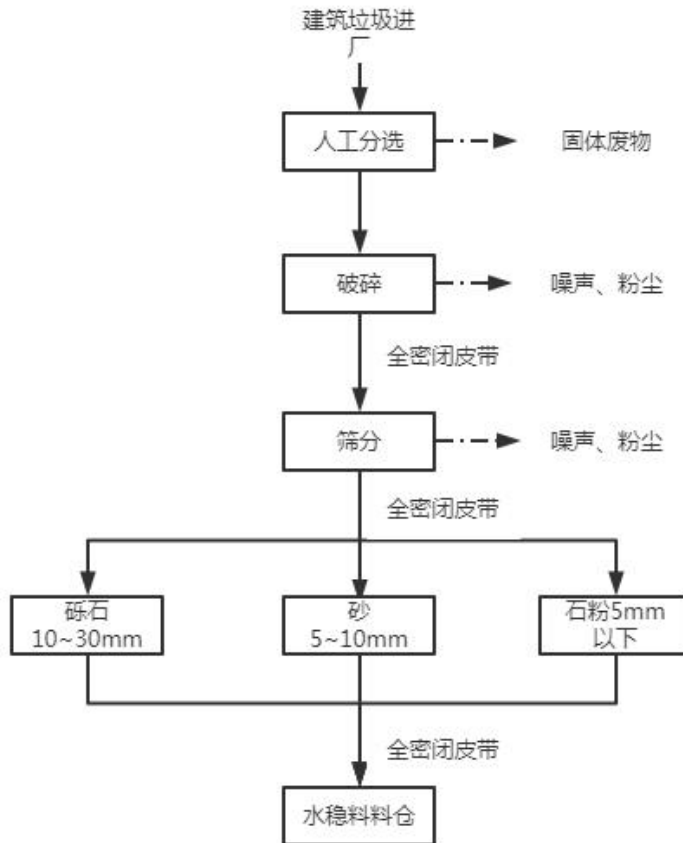 建筑垃圾进
厂
人工分选
固体废物
破碎
噪声、粉尘
全密闭皮带
筛分
噪声、粉尘
全密闭皮带
砾石
10~30mm
砂
5~10mm
石粉5mm
以下
全密闭皮带
水稳料料仓